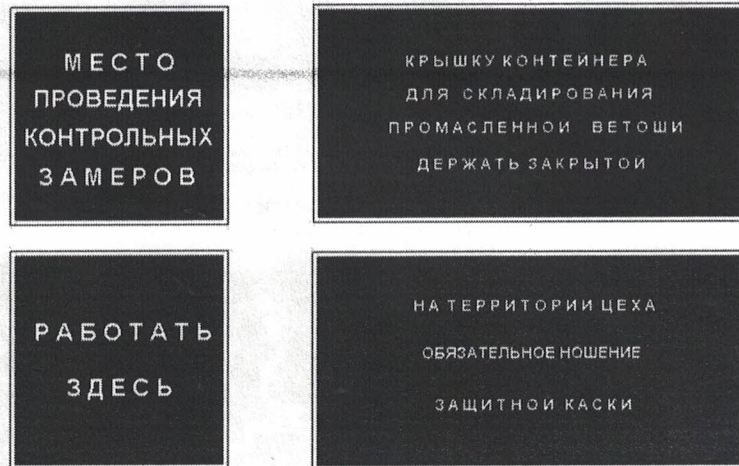 МЕСТО
ПРОВЕДЕНИЯ
КОНТРОЛЬНЫХ
ЗАМЕРОВ
КРЫШКУ КОНТЕЙНЕРА
ДЛЯ СКЛАДИРОВАНИЯ
ПРОМАСЛЕННОЙ ВЕТОШИ
ДЕРЖАТЬ ЗАКРЫТОЙ
РАБОТАТЬ
ЗДЕСЬ
НА ТЕРРИТОРИИ ЦЕХА
ОБЯЗАТЕЛЬНОЕ НОШЕНИЕ
ЗАЩИТНОЙ КАСКИ